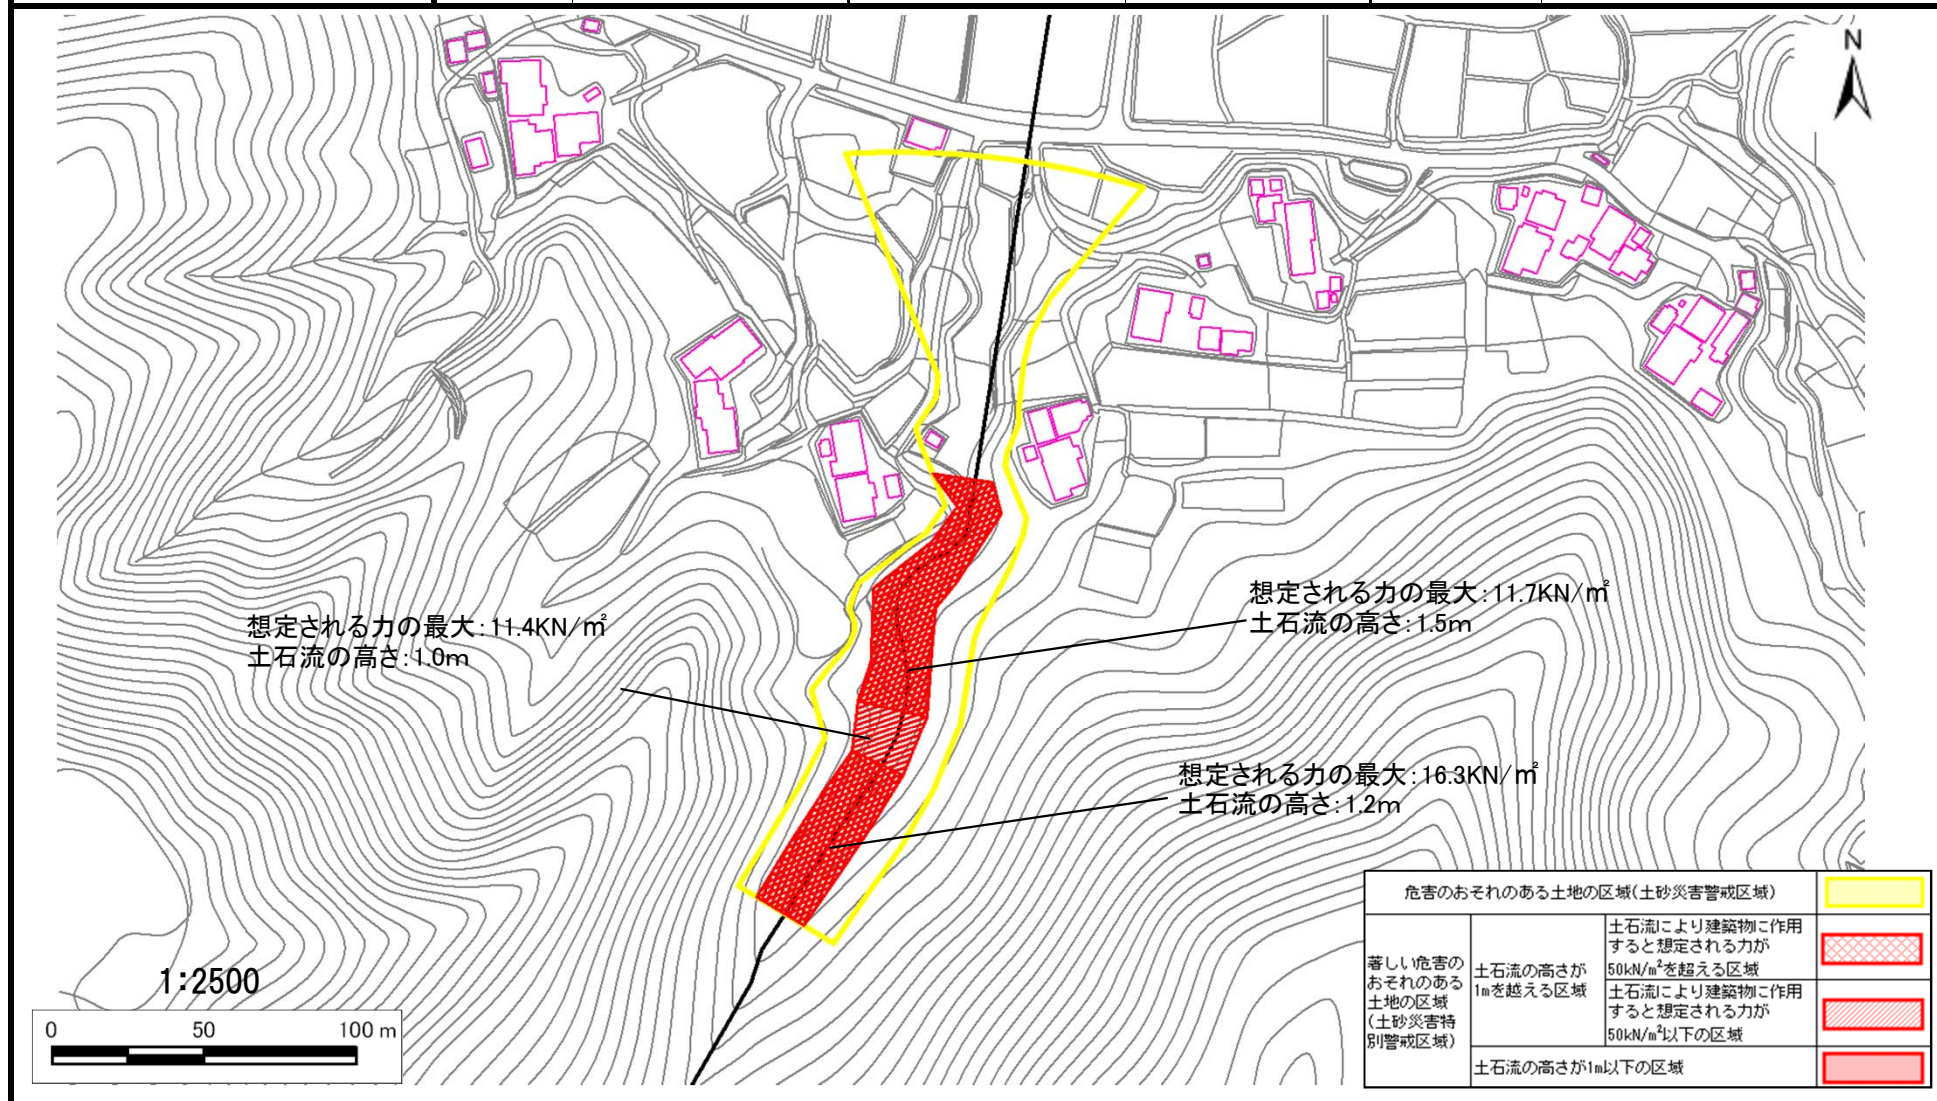 N
想定される力の最大:11.7KN/㎡
土石流の高さ:1.5m
想定される力の最大:11.4KN/㎡
土石流の高さ:1.0m
想定される力の最大:16.3KN/㎡
土石流の高さ:1.2m
1:2500
0 50 100 m
危害のおそれのある土地の区域(土砂災害警戒区域)
著しい危害の
おそれのある
土地の区域
(土砂災害特
別警戒区域)
土石流の高さが
1mを越える区域
土石流により建築物に作用
すると想定される力が
50kN/㎡を超える区域
土石流により建築物に作用
すると想定される力が
50kN/㎡以下の区域
土石流の高さが1m以下の区域